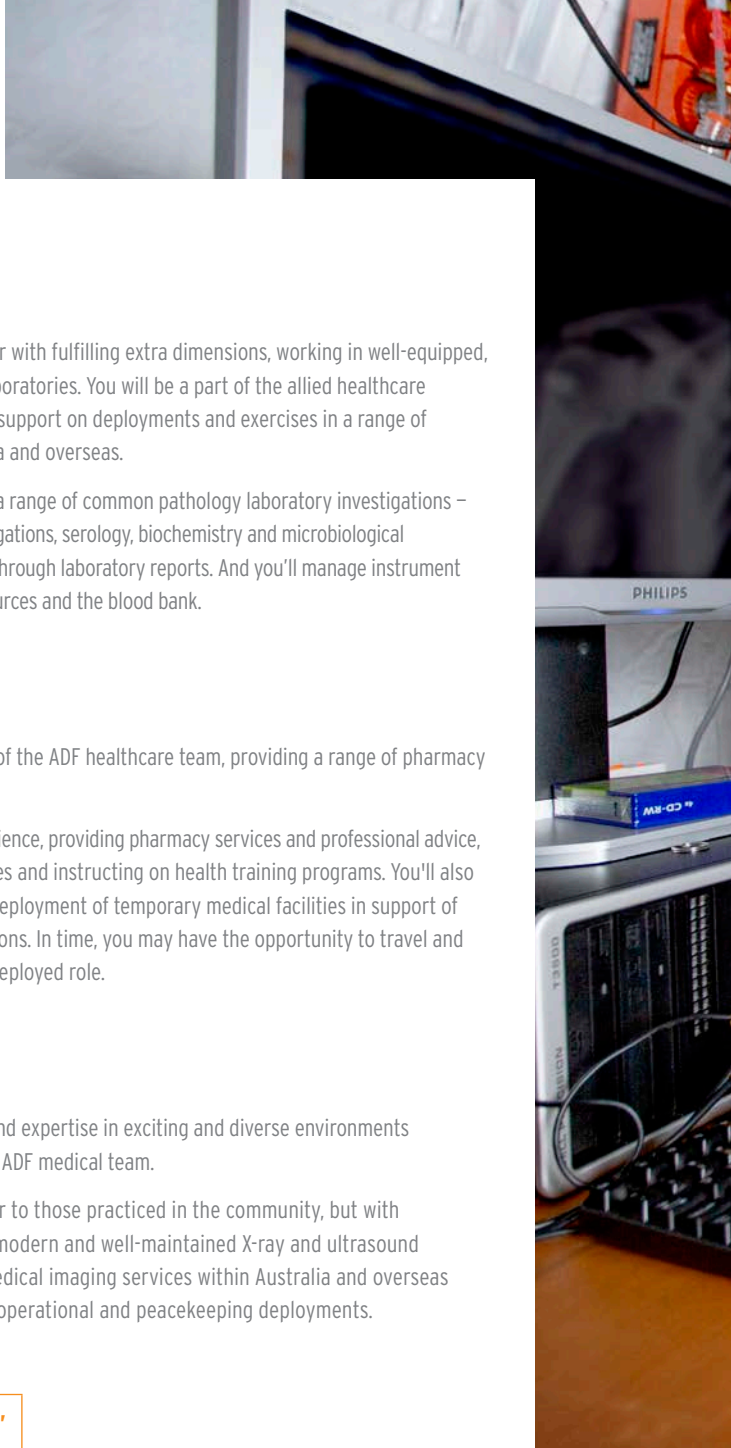 r with fulfilling extra dimensions, working in well-equipped,
oratories. You will be a part of the allied healthcare
support on deployments and exercises in a range of
a and overseas.
a range of common pathology laboratory investigations –
gations, serology, biochemistry and microbiological
hrough laboratory reports. And you’ll manage instrument
urces and the blood bank.
of the ADF healthcare team, providing a range of pharmacy
ience, providing pharmacy services and professional advice,
es and instructing on health training programs. You'll also
eployment of temporary medical facilities in support of
ons. In time, you may have the opportunity to travel and
eployed role.
nd expertise in exciting and diverse environments
ADF medical team.
r to those practiced in the community, but with
modern and well-maintained X-ray and ultrasound
edical imaging services within Australia and overseas
operational and peacekeeping deployments.
PHILIPS
4x CD-RW
T3500
CISION